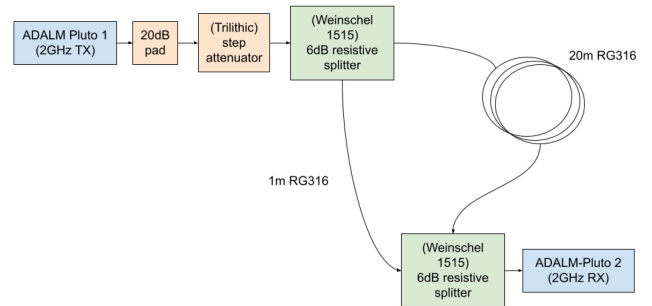 ADALM Pluto 1
(2GHz TX)
20dB
pad
(Trilithic)
step
attenuator
(Weinschel
1515)
6dB resistive
splitter
20m RG316
1m RG316
(Weinschel
1515)
6dB resistive
splitter
ADALM-Pluto 2
(2GHz RX)